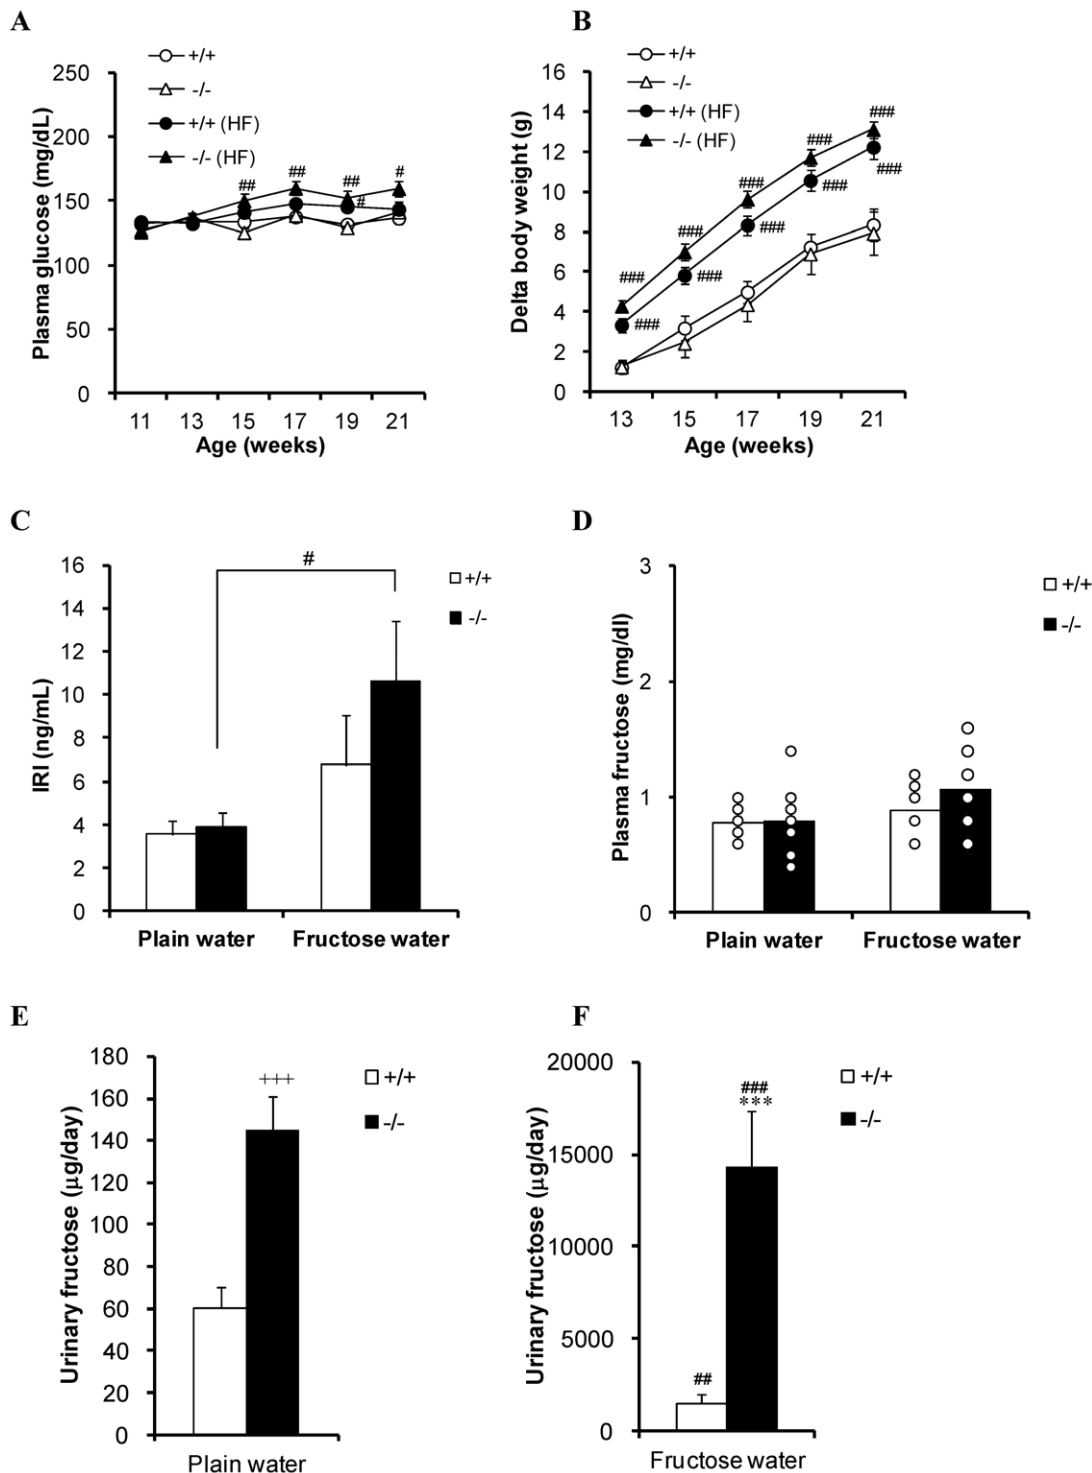 A
+/+
-/-
+/+ (HF)
-/- (HF)
Plasma glucose (mg/dL)
250
200
150
100
50
0
## ## ## #
#
11 13 15 17 19 21
Age (weeks)
B
+/+
-/-
+/+ (HF)
-/- (HF)
Delta body weight (g)
16
14
12
10
8
6
4
2
0
### ### ### ### ###
### ### ### ### ###
13 15 17 19 21
Age (weeks)
C
IRI (ng/mL)
16
14
12
10
8
6
4
2
0
#
+/+
-/-
Plain water Fructose water
D
Plasma fructose (mg/dl)
3
2
1
0
+/+
-/-
Plain water Fructose water
E
Urinary fructose (µg/day)
180
160
140
120
100
80
60
40
20
0
+++
+/+
-/-
Plain water
F
Urinary fructose (µg/day)
20000
15000
10000
5000
0
###
***
##
+/+
-/-
Fructose water